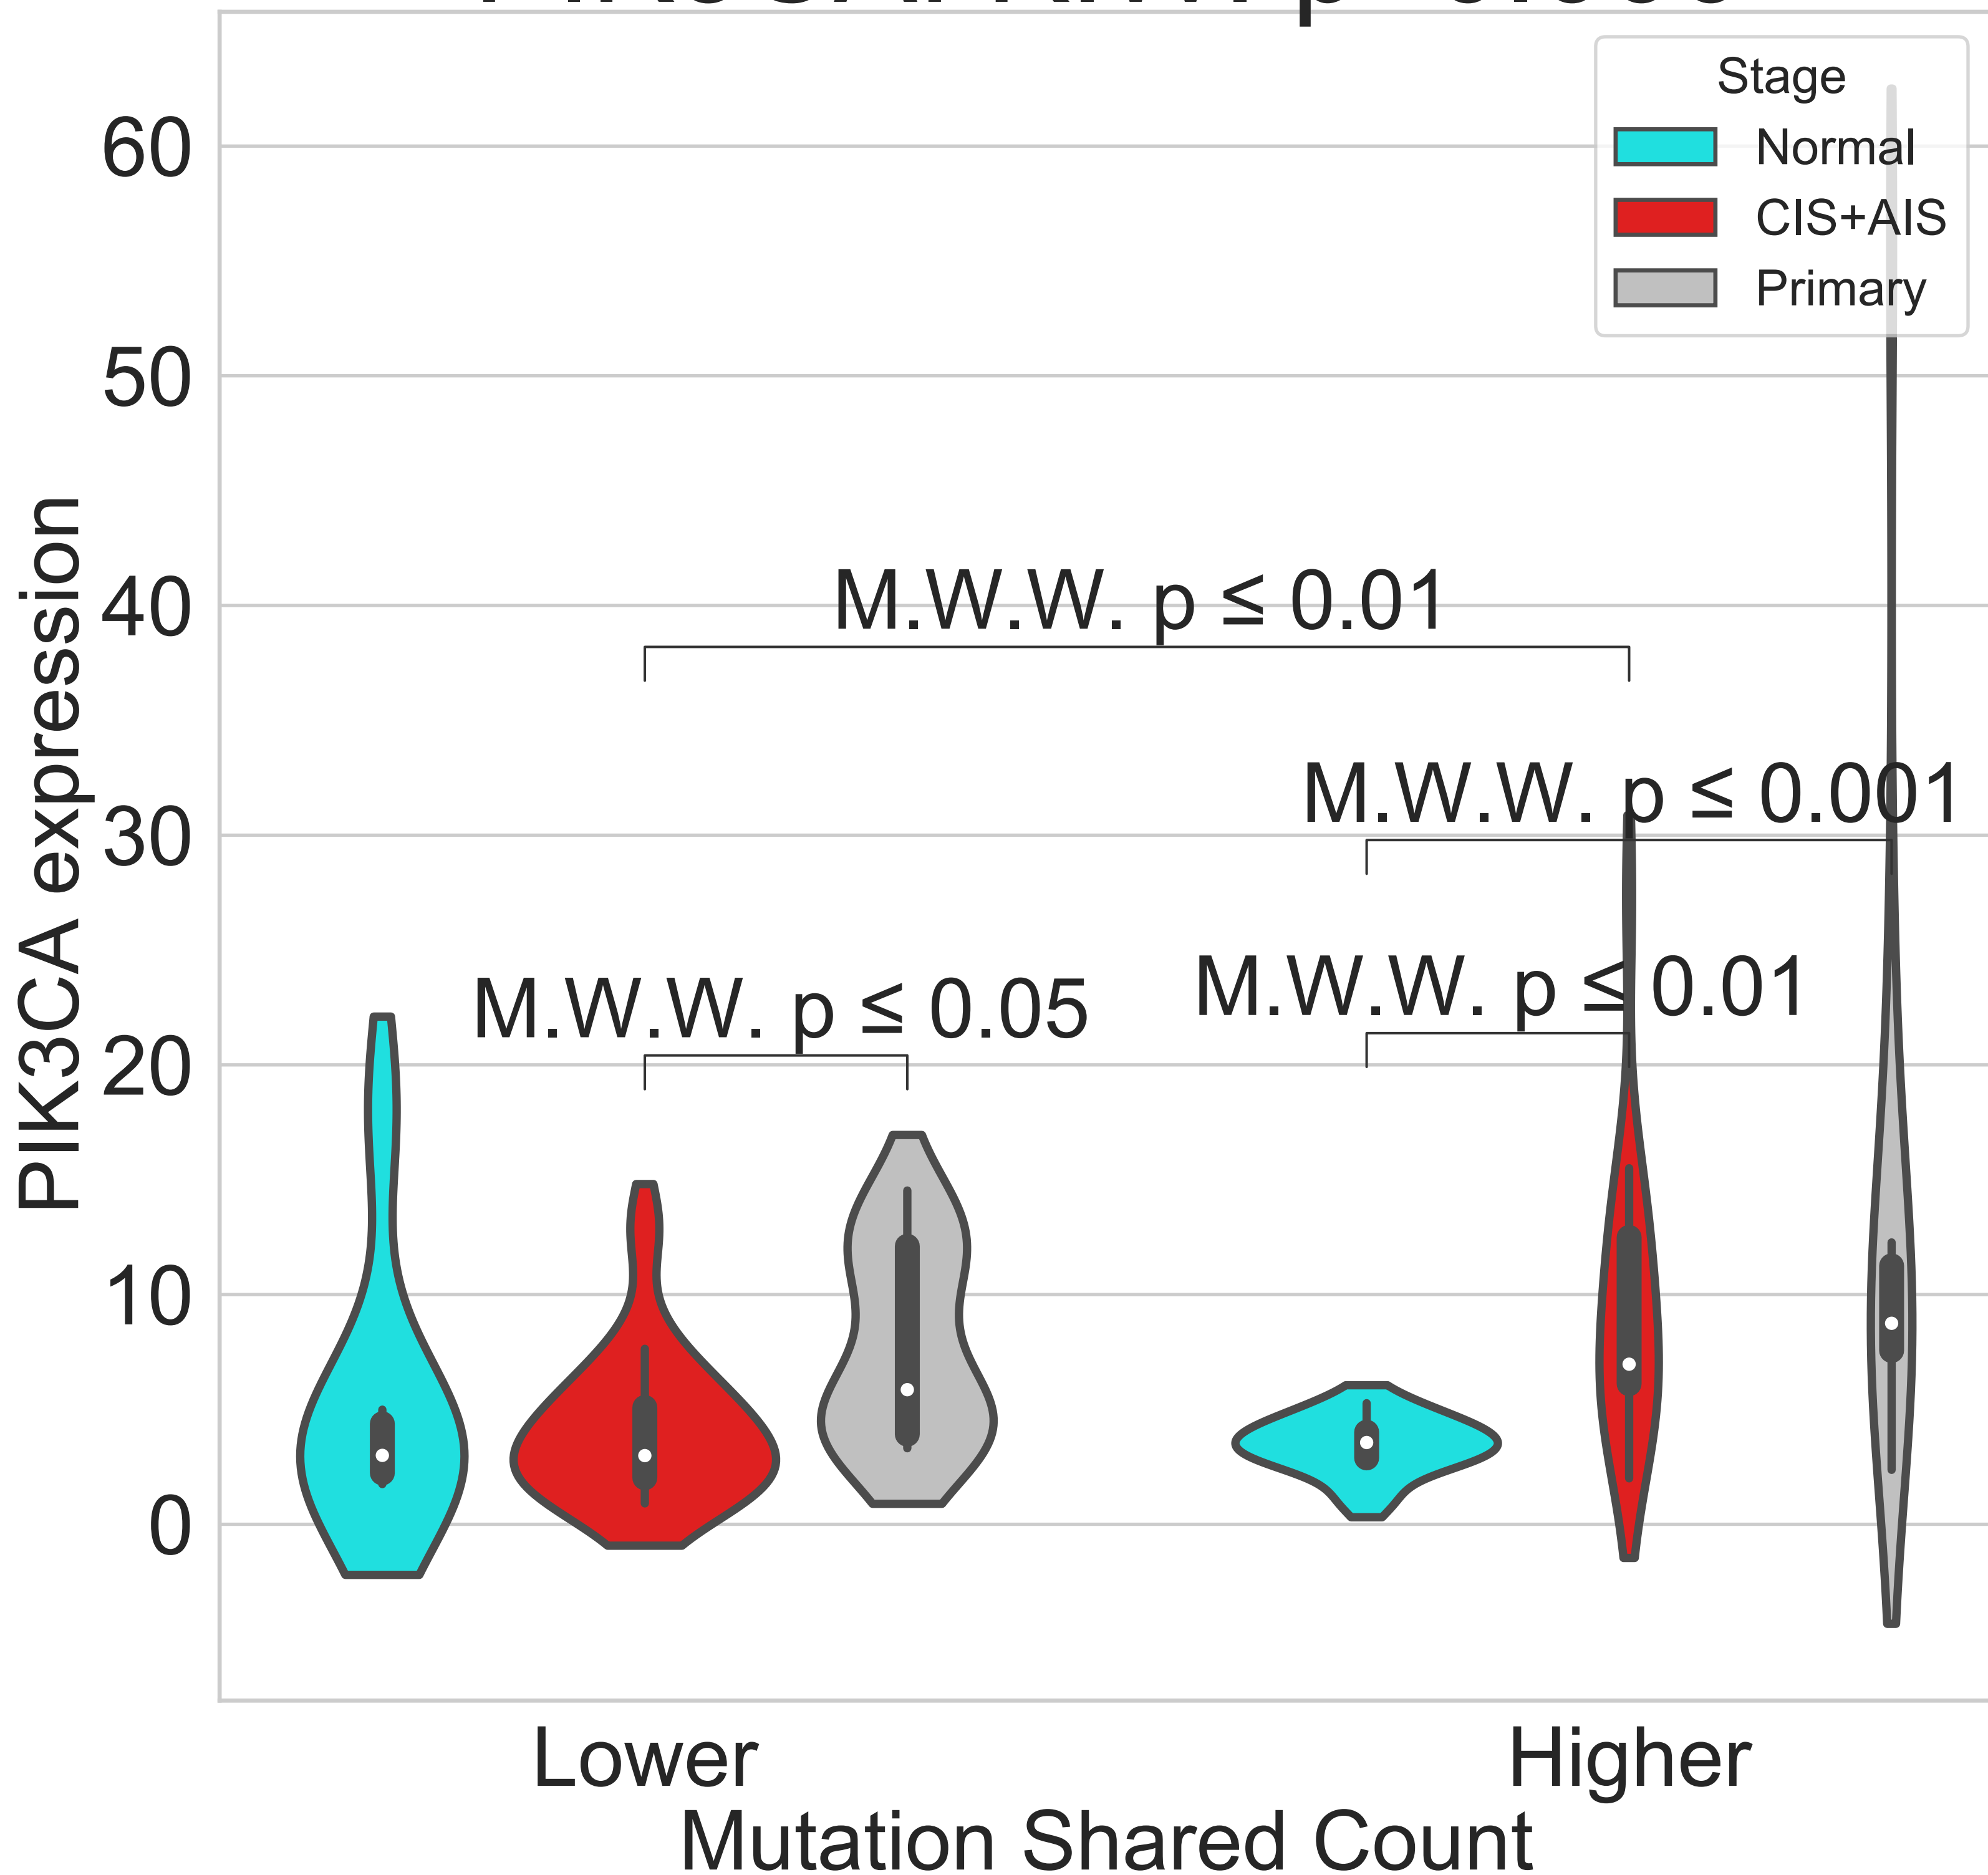 Stage
Normal
CIS+AIS
Primary
60
50
40
30
20
10
0
PIK3CA expression
M.W.W. p ≤ 0.01
M.W.W. p ≤ 0.001
M.W.W. p ≤ 0.05
M.W.W. p ≤ 0.01
Lower
Higher
Mutation Shared Count